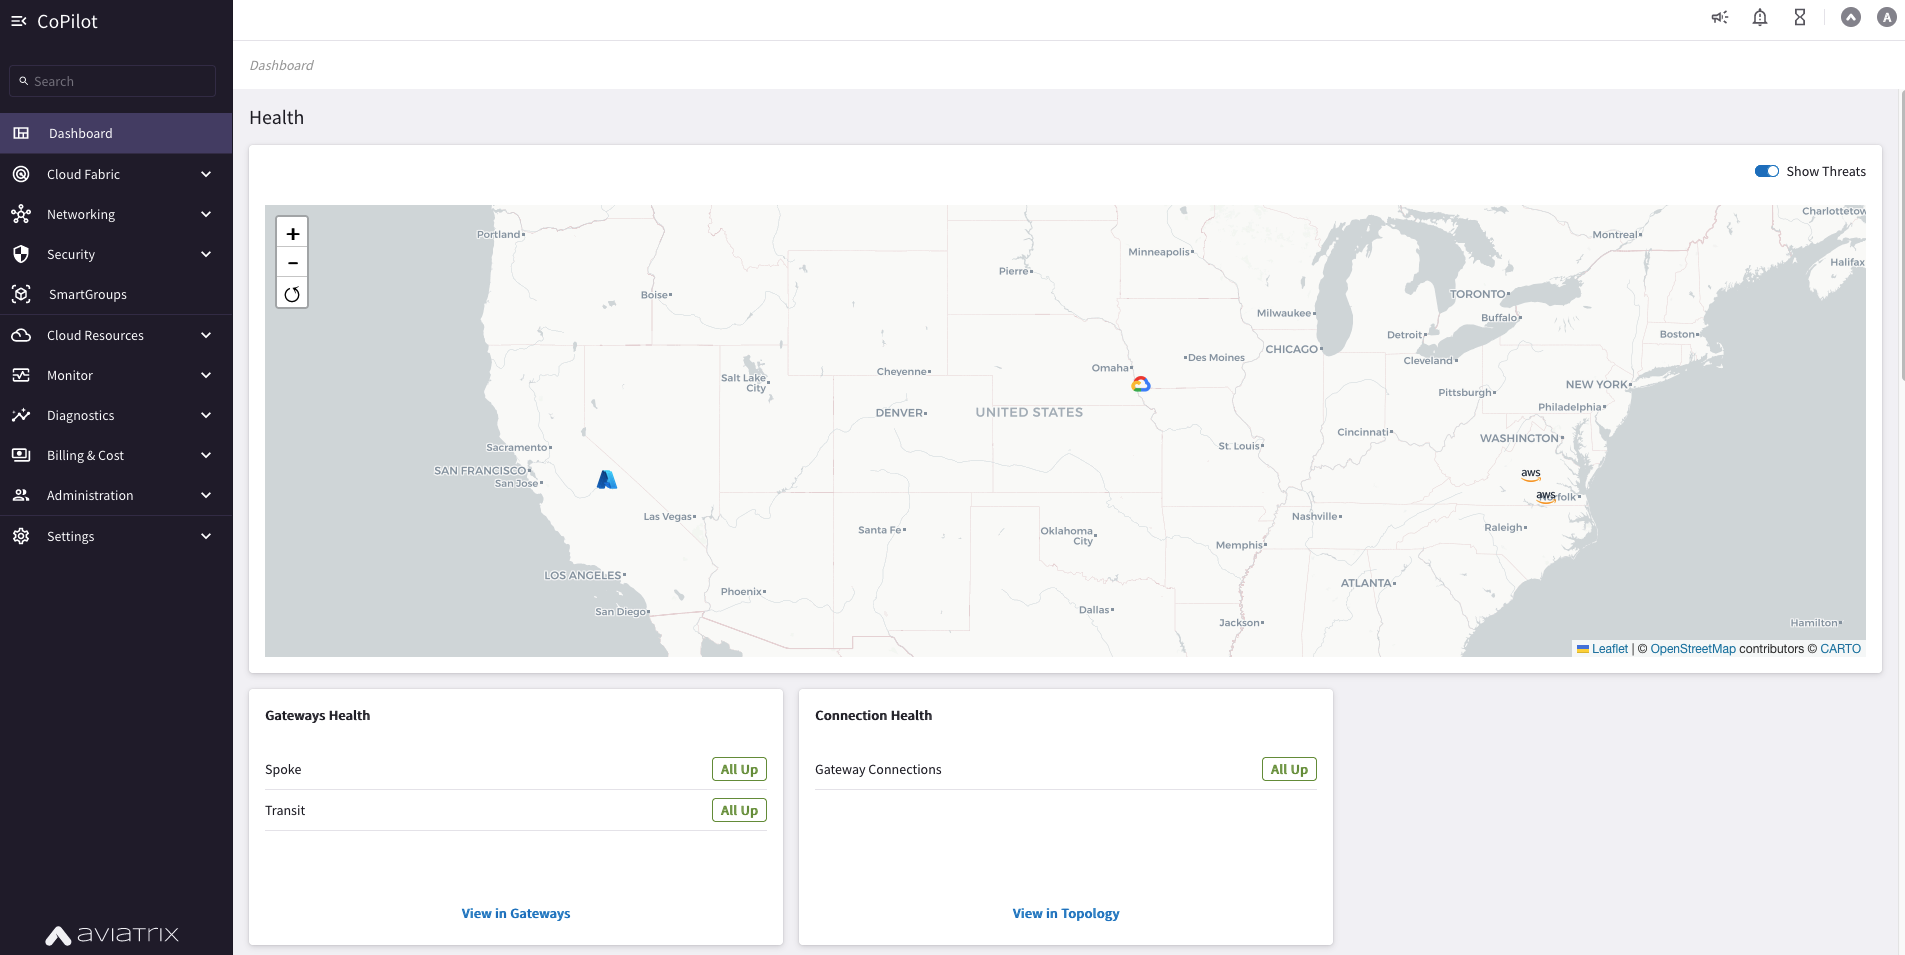 CoPilot
Search
Dashboard
Cloud Fabric
Networking
Security
SmartGroups
Cloud Resources
Monitor
Diagnostics
Billing & Cost
Administration
Settings
aviatrix
A
Dashboard
Health
Show Threats
+
-
Portland
Boise
Salt Lake
City
Sacramento
SAN FRANCISCO
San Jose
Las Vegas
LOS ANGELES
San Diego
Phoenix
Pierre
Cheyenne
DENVER
UNITED STATES
Santa Fe
Oklahoma
City
Dallas
Minneapolis
Omaha
Des Moines
Milwaukee
CHICAGO
St. Louis
Memphis
Jackson
Nashville
Cincinnati
ATLANTA
Detroit
Cleveland
TORONTO
Buffalo
Pittsburgh
Montreal
Boston
NEW YORK
Philadelphia
WASHINGTON
aws
aws
Norfolk
Raleigh
Charlottetow
Halifax
Hamilton
Leaflet | © OpenStreetMap contributors © CARTO
Gateways Health
Spoke
All Up
Transit
All Up
View in Gateways
Connection Health
Gateway Connections
All Up
View in Topology